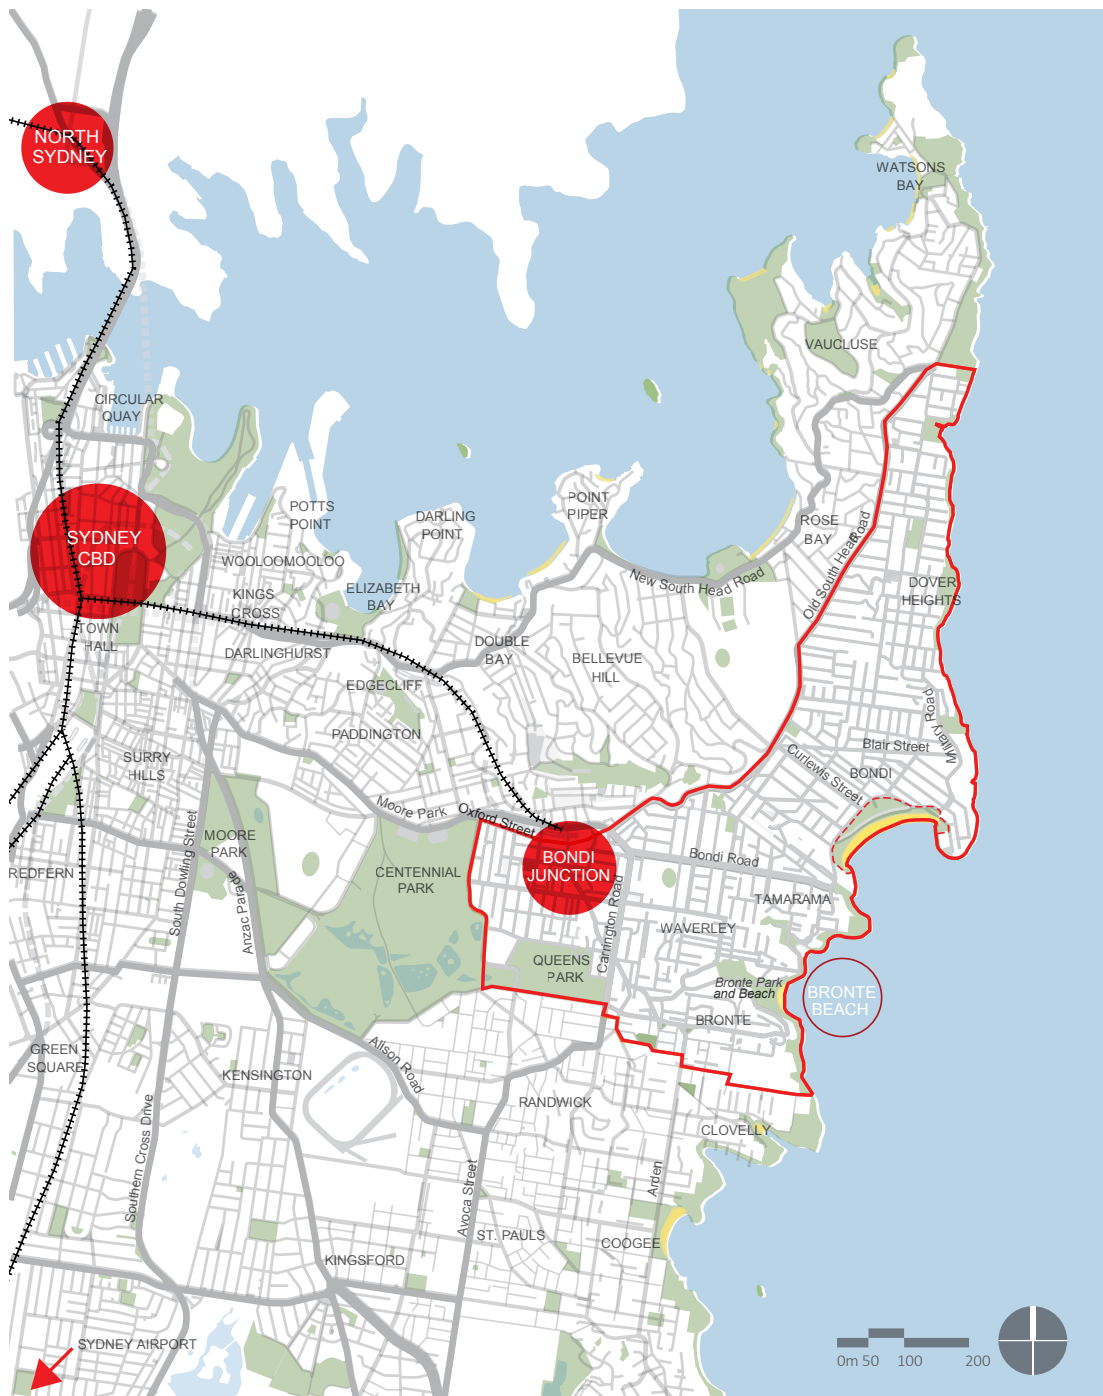 NORTH
SYDNEY
WATSONS
BAY
VAUCLUSE
CIRCULAR
QUAY
POTTS
POINT
DARLING
POINT
POINT
PIPER
ROSE
BAY
SYDNEY
CBD
WOOLOOMOOLOO
KINGS
CROSS
ELIZABETH
BAY
New South Head Road
Old South Head Road
DOVER
HEIGHTS
TOWN
HALL
DARLINGHURST
DOUBLE
BAY
BELLEVUE
HILL
EDGECLIFF
PADDINGTON
Military Road
Blair Street
SURRY
HILLS
Curlewis Street
BONDI
Moore Park
Oxford Street
MOORE
PARK
South Dowling Street
REDFERN
CENTENNIAL
PARK
BONDI
JUNCTION
Bondi Road
Anzac Parade
TAMARAMA
Carrington Road
WAVERLEY
QUEENS
PARK
Bronte Park
and Beach
BRONTE
BEACH
BRONTE
GREEN
SQUARE
KENSINGTON
Alison Road
RANDWICK
CLOVELLY
Southern Cross Drive
Avoca Street
Arden
ST. PAULS
COOGEE
KINGSFORD
SYDNEY AIRPORT
0m 50 100 200